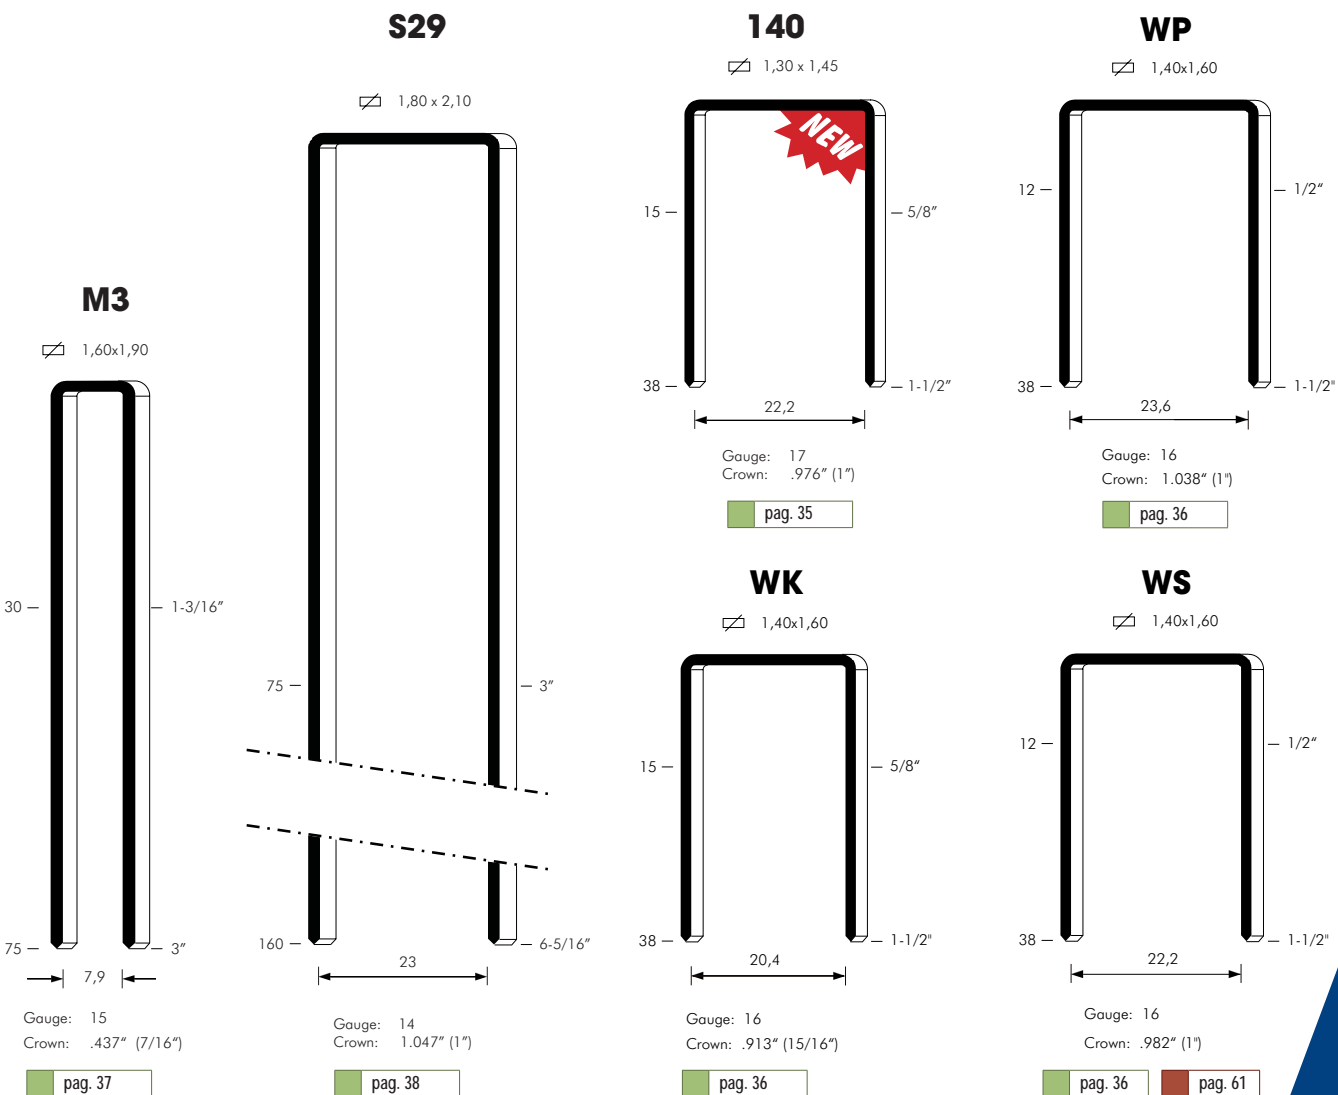 M3
1,60x1,90
30
1-3/16”
75
3”
7,9
Gauge: 15
Crown: .437“ (7/16“)
pag. 37
S29
1,80 x 2,10
75
3”
160
6-5/16”
23
Gauge: 14
Crown: 1.047” (1”)
pag. 38
140
1,30 x 1,45
NEW
15
5/8”
38
1-1/2”
22,2
Gauge: 17
Crown: .976” (1”)
pag. 35
WP
1,40x1,60
12
1/2“
38
1-1/2"
23,6
Gauge: 16
Crown: 1.038“ (1")
pag. 36
WK
1,40x1,60
15
5/8“
38
1-1/2"
20,4
Gauge: 16
Crown: .913“ (15/16“)
pag. 36
WS
1,40x1,60
12
1/2“
38
1-1/2"
22,2
Gauge: 16
Crown: .982“ (1")
pag. 36
pag. 61